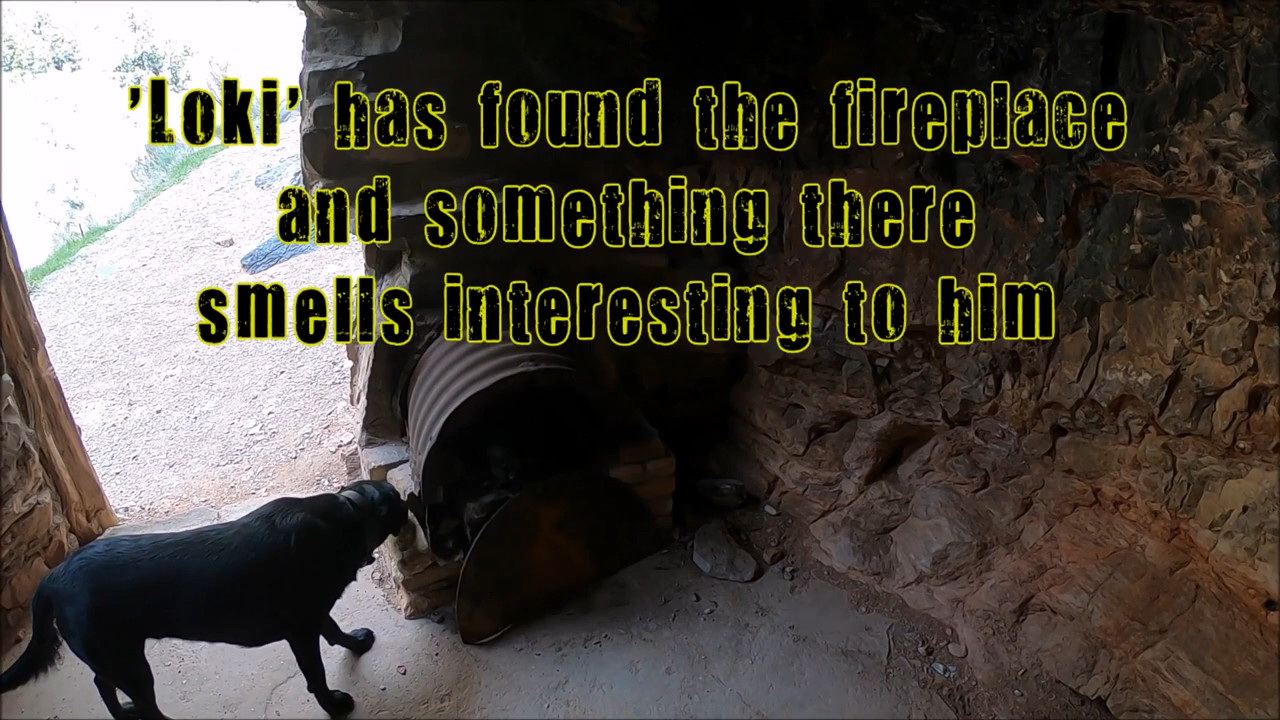 'Loki' has found the fireplace
and something there
smells interesting to him